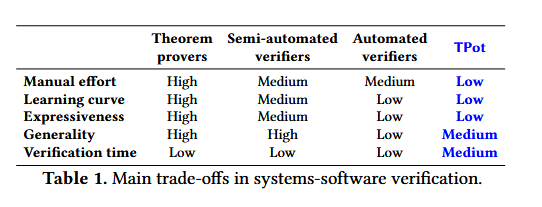 Theorem provers Semi-automated verifiers Automated verifiers TPot
Manual effort High Medium Medium Low
Learning curve High Medium Low Low
Expressiveness High Medium Low Low
Generality High High Low Medium
Verification time Low Low Low Medium
Table 1. Main trade-offs in systems-software verification.